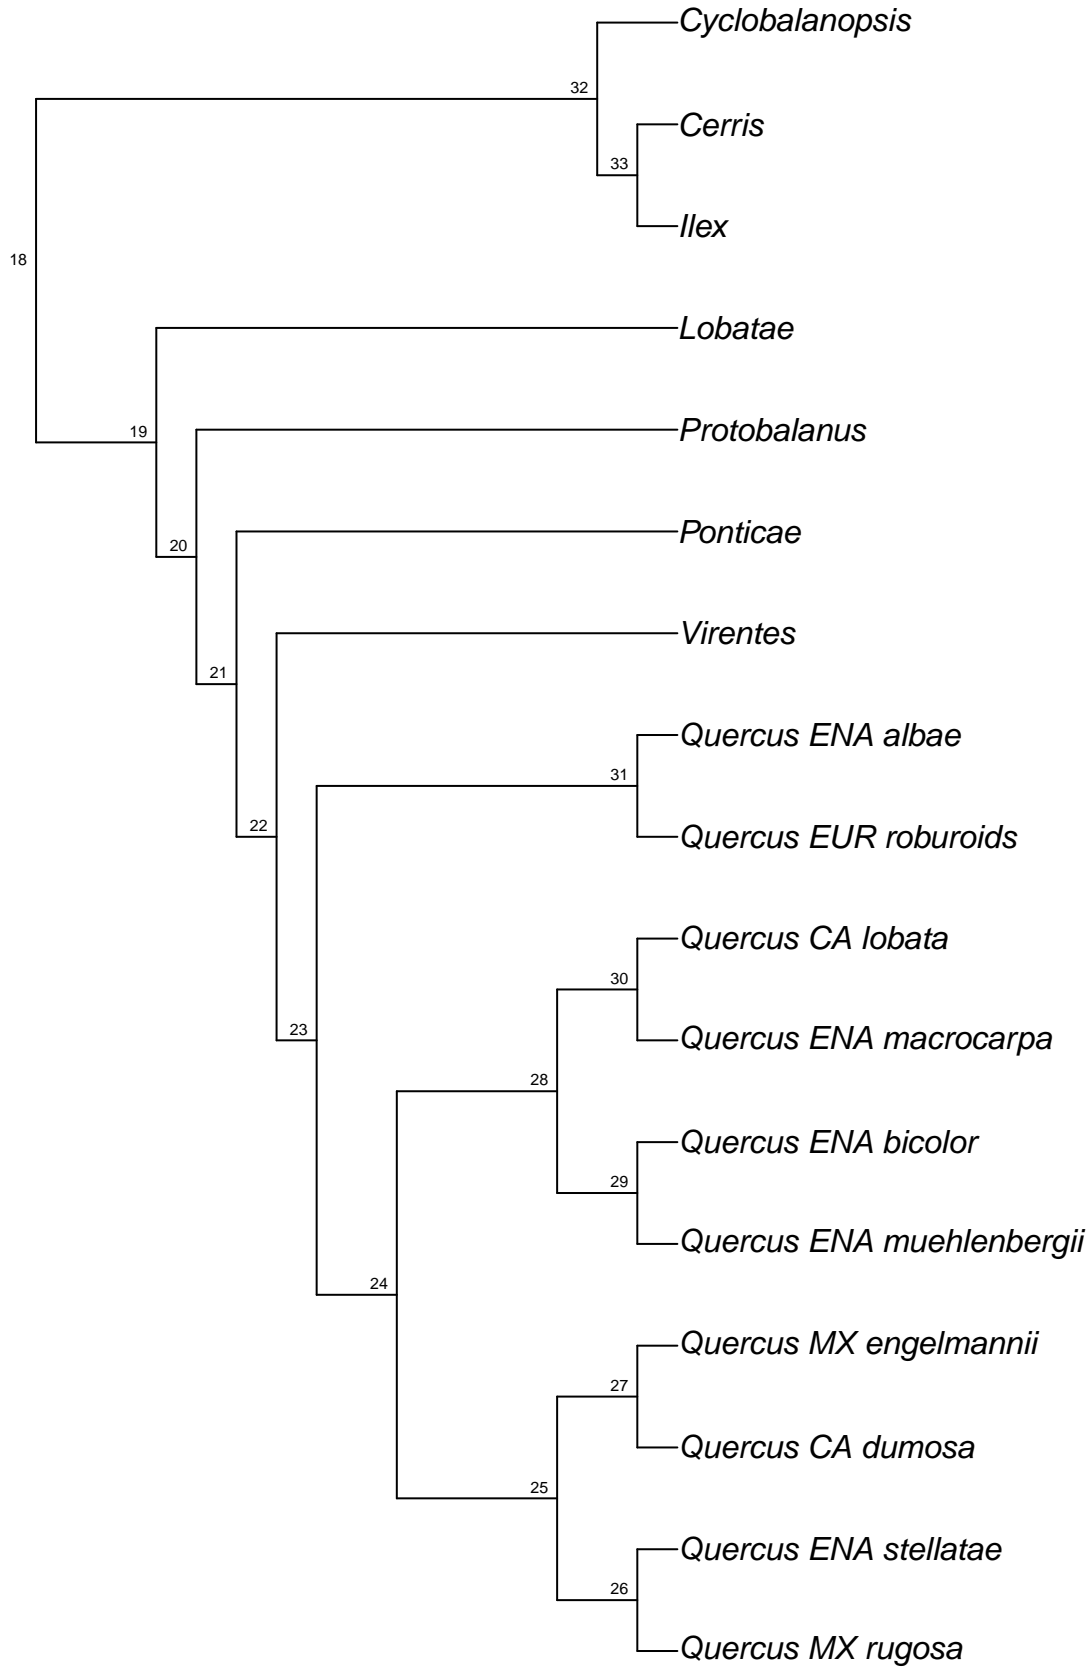 Cyclobalanopsis
32
Cerris
33
Ilex
18
Lobatae
19
Protobalanus
20
Ponticae
21
Virentes
22
Quercus ENA albae
31
Quercus EUR roburoids
23
Quercus CA lobata
30
Quercus ENA macrocarpa
28
Quercus ENA bicolor
29
Quercus ENA muehlenbergii
24
Quercus MX engelmannii
27
Quercus CA dumosa
25
Quercus ENA stellatae
26
Quercus MX rugosa